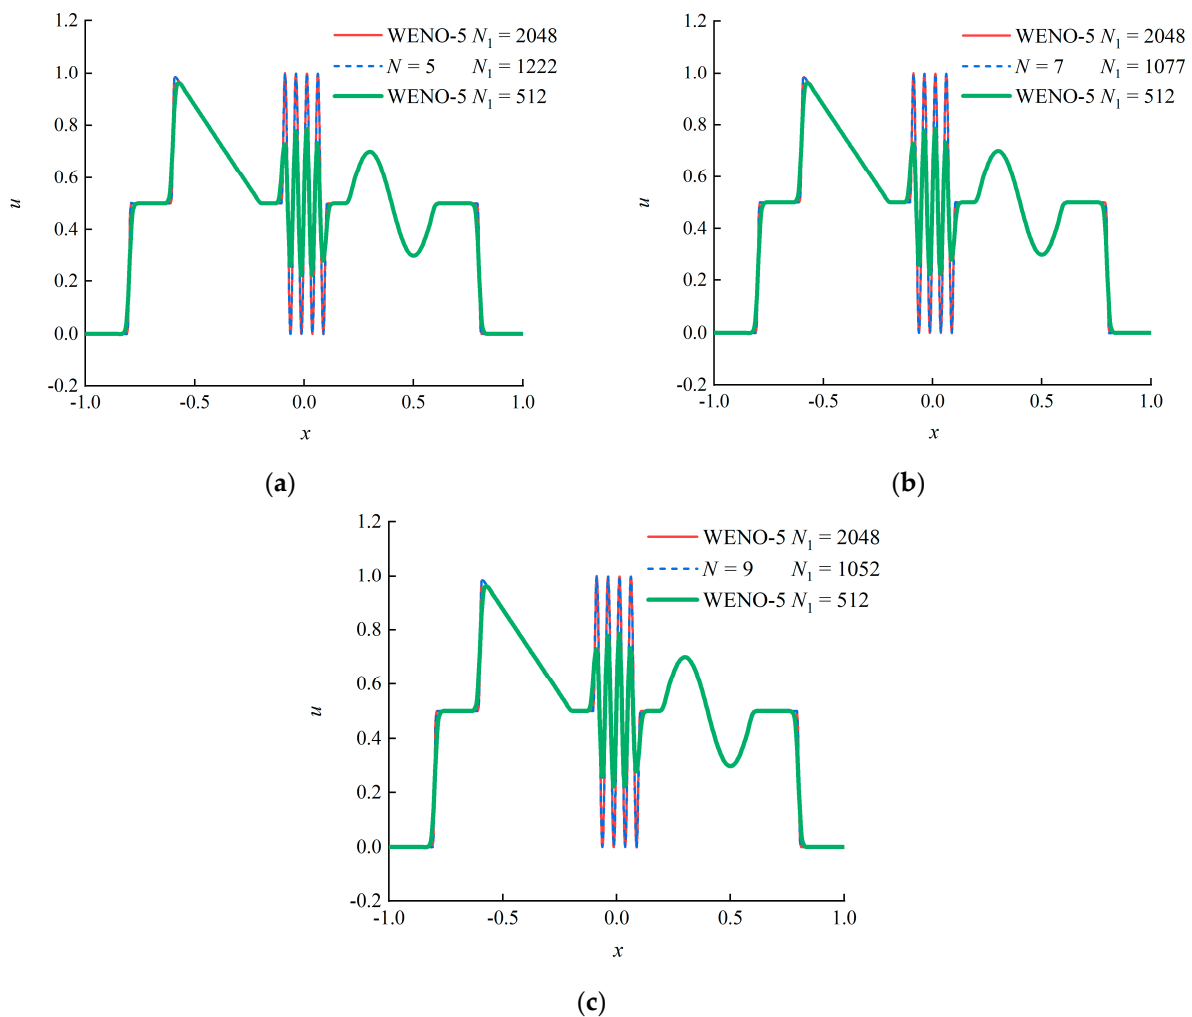 1.2
1.0
0.8
0.6
0.4
0.2
0.0
-0.2
u
-1.0 -0.5 0.0 0.5 1.0
x
WENO-5 N₁ = 2048
N = 5 N₁ = 1222
WENO-5 N₁ = 512
(a)
1.2
1.0
0.8
0.6
0.4
0.2
0.0
-0.2
u
-1.0 -0.5 0.0 0.5 1.0
x
WENO-5 N₁ = 2048
N = 7 N₁ = 1077
WENO-5 N₁ = 512
(b)
1.2
1.0
0.8
0.6
0.4
0.2
0.0
-0.2
u
-1.0 -0.5 0.0 0.5 1.0
x
WENO-5 N₁ = 2048
N = 9 N₁ = 1052
WENO-5 N₁ = 512
(c)